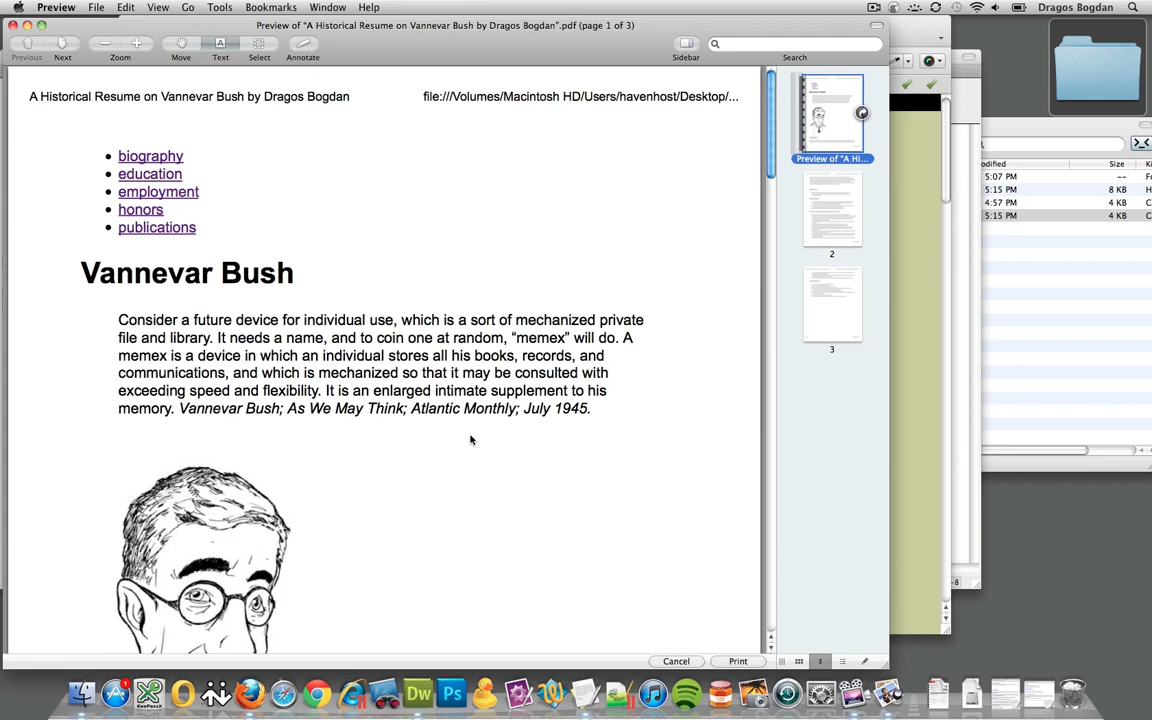 Preview File Edit View Go Tools Bookmarks Window Help Dragos Bogdan
Preview of "A Historical Resume on Vannevar Bush by Dragos Bogdan".pdf (page 1 of 3)
Previous Next Zoom Move Text Select Annotate Sidebar Search
A Historical Resume on Vannevar Bush by Dragos Bogdan file:///Volumes/Macintosh HD/Users/havenhost/Desktop/...
• biography
• education
• employment
• honors
• publications
Vannevar Bush
Consider a future device for individual use, which is a sort of mechanized private
file and library. It needs a name, and to coin one at random, “memex” will do. A
memex is a device in which an individual stores all his books, records, and
communications, and which is mechanized so that it may be consulted with
exceeding speed and flexibility. It is an enlarged intimate supplement to his
memory. Vannevar Bush; As We May Think; Atlantic Monthly; July 1945.
Preview of "A Hi...
2
3
Cancel Print
odified Size Ki
5:07 PM -- Fo
5:15 PM 8 KB H
4:57 PM 4 KB C
5:15 PM 4 KB C
-8
Dw Ps
1